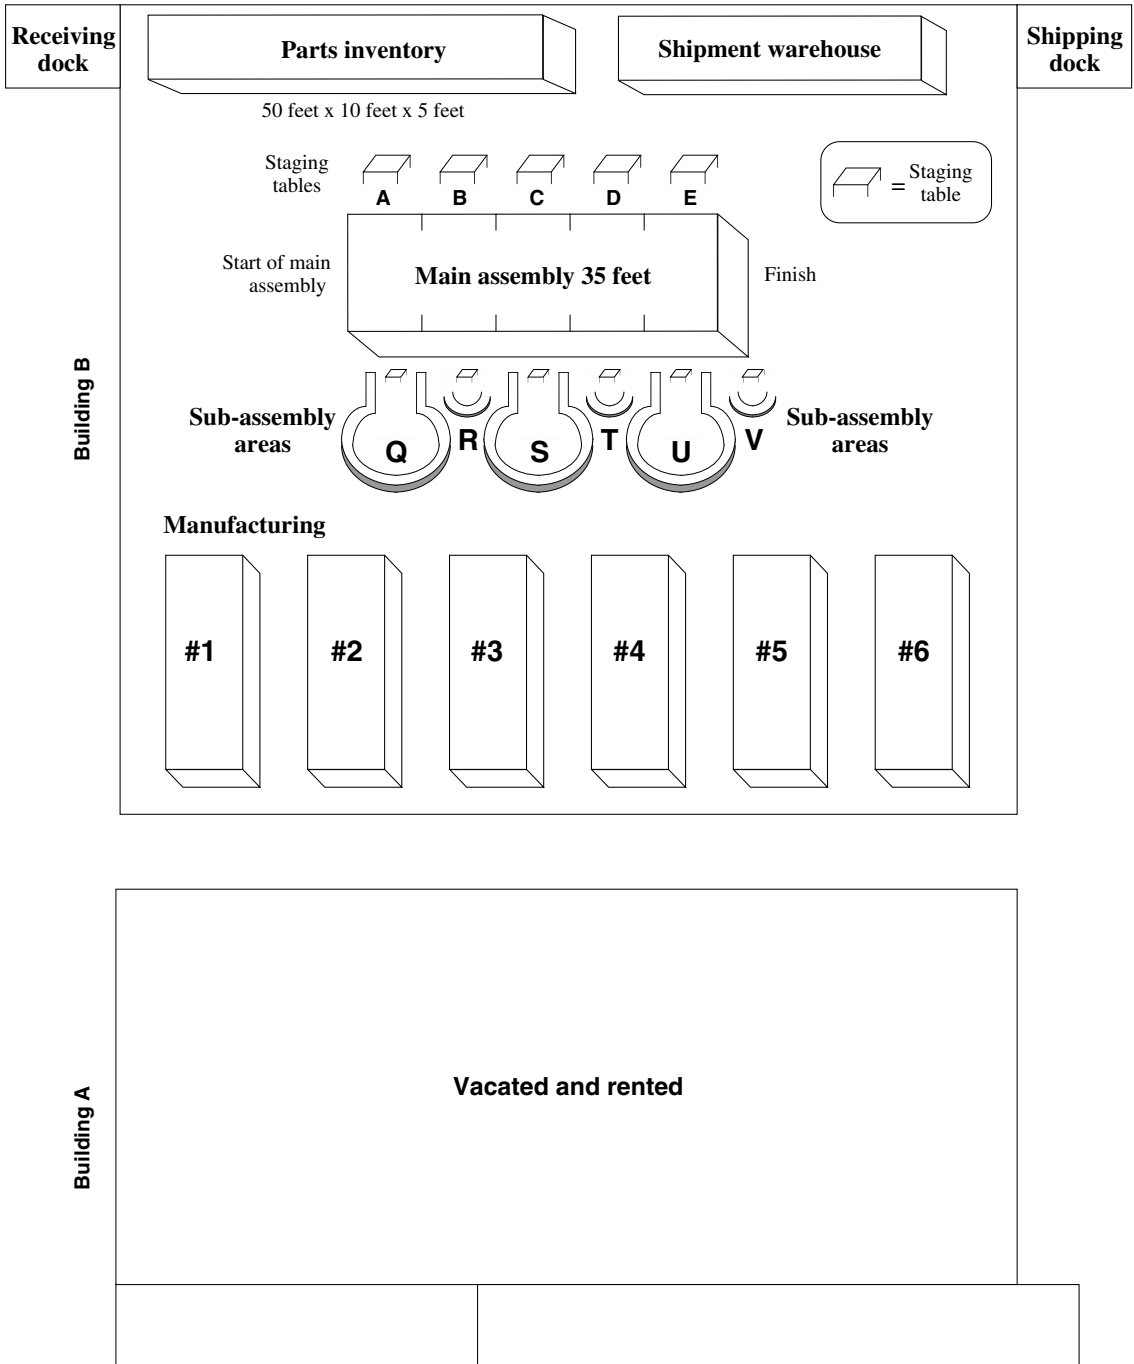 Receiving
dock
Parts inventory
Shipment warehouse
Shipping
dock
50 feet x 10 feet x 5 feet
Staging
tables
A
B
C
D
E
= Staging
table
Start of main
assembly
Main assembly 35 feet
Finish
Building B
Sub-assembly
areas
Q
R
S
T
U
V
Sub-assembly
areas
Manufacturing
#1
#2
#3
#4
#5
#6
Building A
Vacated and rented